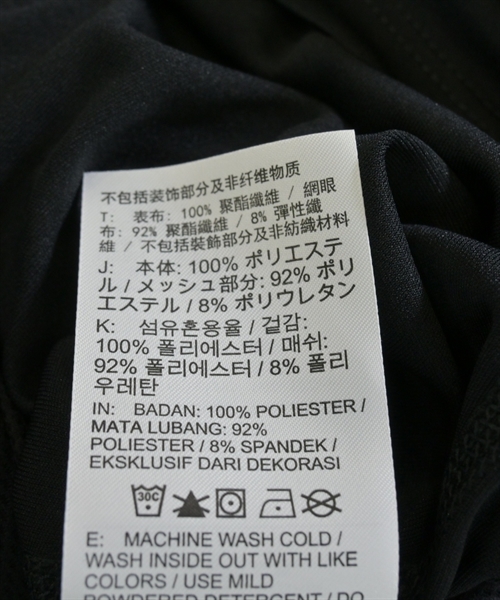 不包括装饰部分及非纤维物质
T: 表布: 100% 聚酯纖維 / 網眼
布: 92% 聚酯纖維 / 8% 彈性纖
維 / 不包括裝飾部分及非紡織材料
J: 本体: 100% ポリエステ
ル / メッシュ部分: 92% ポリ
エステル / 8% ポリウレタン
K: 섬유혼용율 / 겉감:
100% 폴리에스터 / 매쉬:
92% 폴리에스터 / 8% 폴리
우레탄
IN: BADAN: 100% POLIESTER /
MATA LUBANG: 92%
POLIESTER / 8% SPANDEK /
EKSKLUSIF DARI DEKORASI
30C
E: MACHINE WASH COLD /
WASH INSIDE OUT WITH LIKE
COLORS / USE MILD
POWDERED DETERGENT / DO